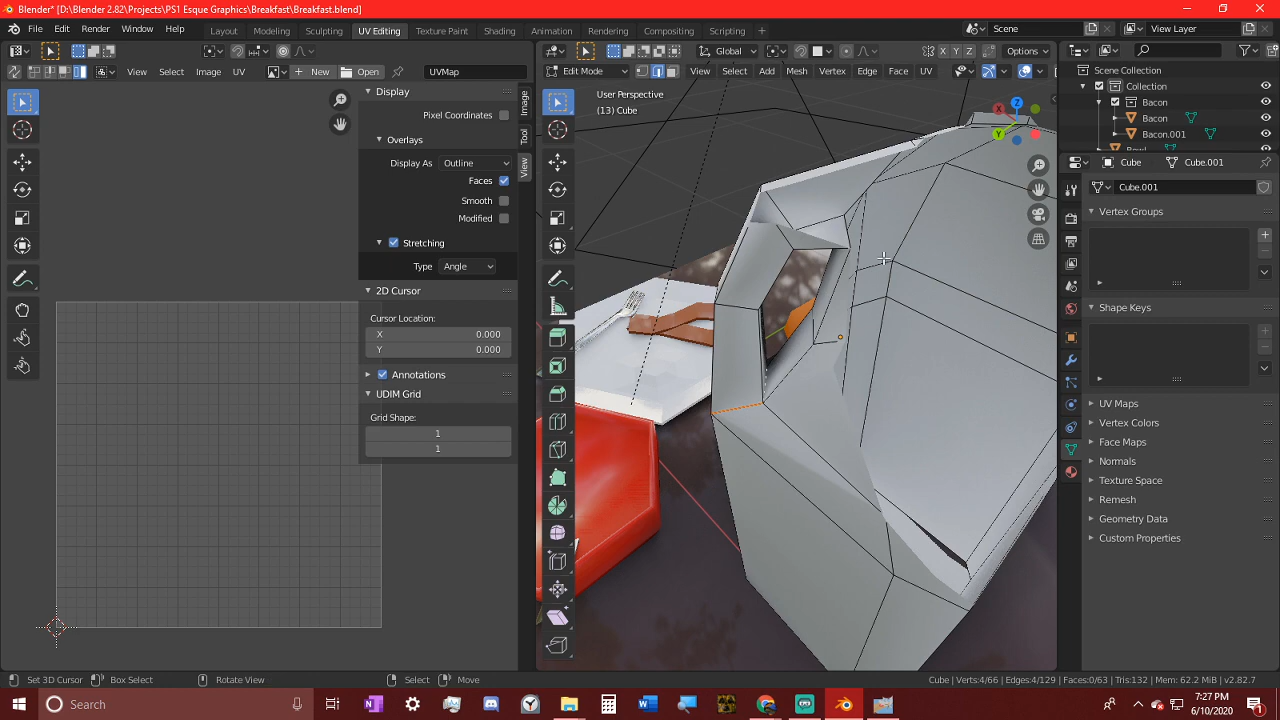 Blender* [D:\Blender 2.82\Projects\PS1 Esque Graphics\Breakfast\Breakfast.blend]
File Edit Render Window Help
Layout Modeling Sculpting UV Editing Texture Paint Shading Animation Rendering Compositing Scripting +
Scene
View Layer
Global
X Y Z
Options
View Select Image UV
New
Open
UVMap
Edit Mode
View Select Add Mesh Vertex Edge Face UV
User Perspective
(13) Cube
Z
X
Y
Display
Pixel Coordinates
Overlays
Display As Outline
Faces
Smooth
Modified
Stretching
Type Angle
2D Cursor
Cursor Location:
X 0.000
Y 0.000
Annotations
UDIM Grid
Grid Shape:
1
1
Image
Tool
View
Scene Collection
Collection
Bacon
Bacon
Bacon.001
Cube
Cube.001
Cube.001
Vertex Groups
Shape Keys
UV Maps
Vertex Colors
Face Maps
Normals
Texture Space
Remesh
Geometry Data
Custom Properties
Set 3D Cursor
Box Select
Rotate View
Select
Move
Cube | Verts:4/66 | Edges:4/129 | Faces:0/63 | Tris:132 | Mem: 62.2 MiB | v2.82.7
Search
7:27 PM
6/10/2020